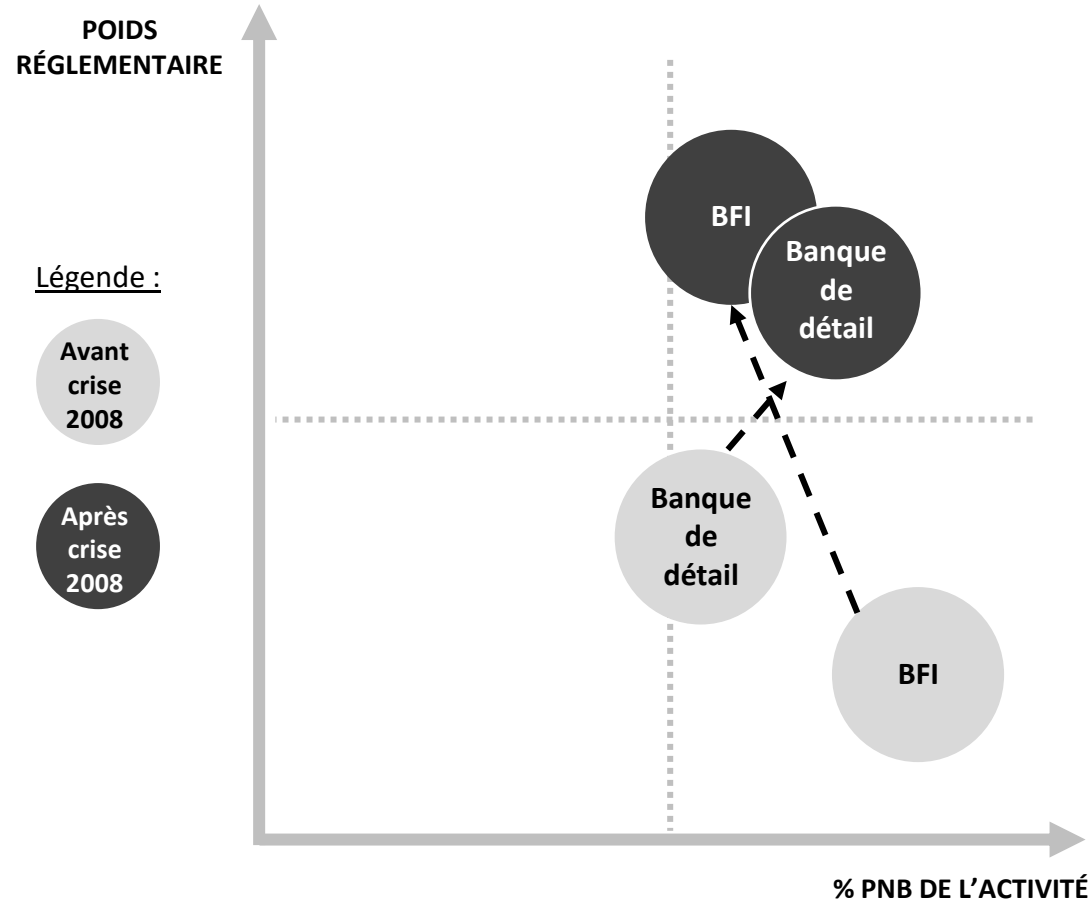 POIDS
RÉGLEMENTAIRE
BFI
Banque
de
détail
Légende :
Avant
crise
2008
Après
crise
2008
Banque
de
détail
BFI
% PNB DE L’ACTIVITÉ